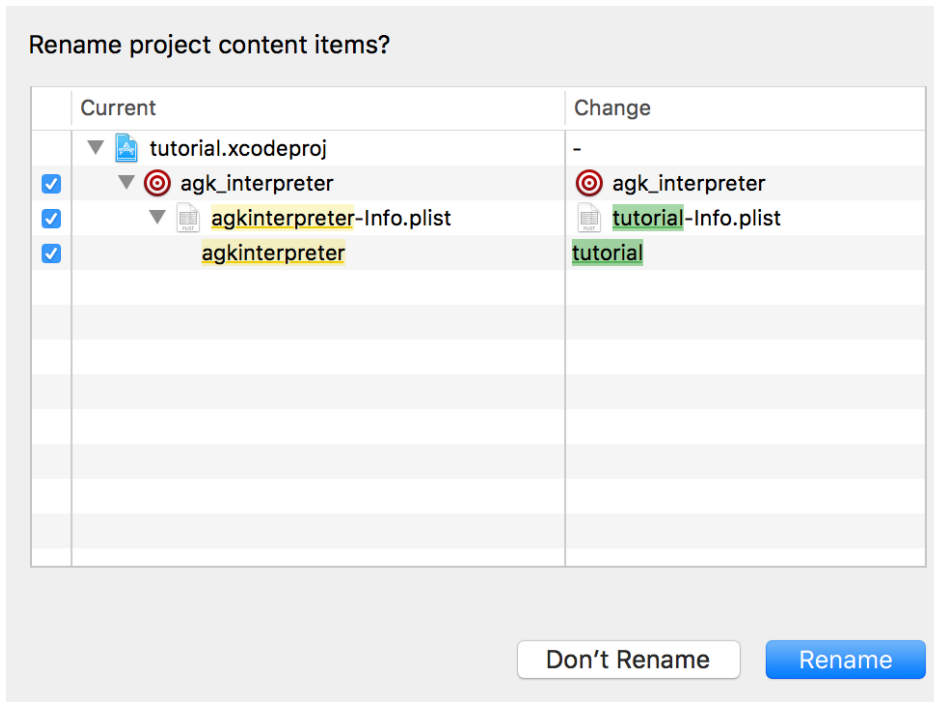 Rename project content items?
Current Change
tutorial.xcodeproj -
agk_interpreter agk_interpreter
agkinterpreter-Info.plist tutorial-Info.plist
agkinterpreter tutorial
Don't Rename Rename